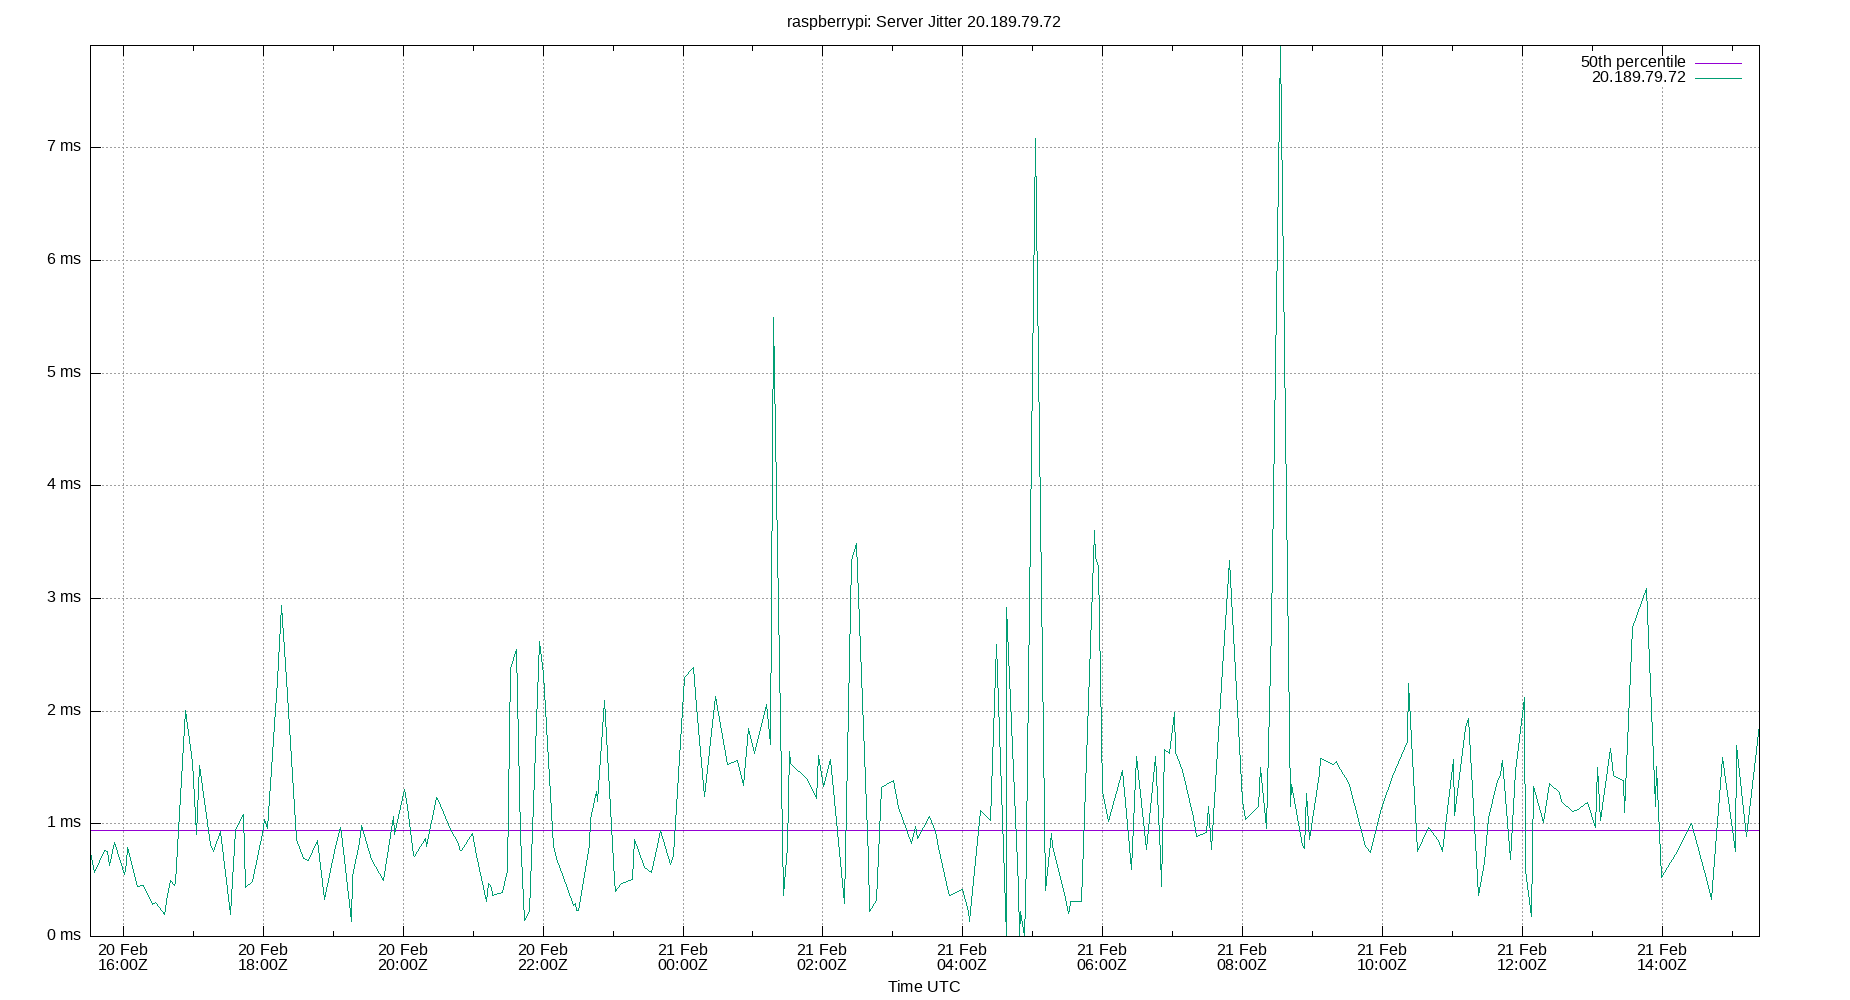 raspberrypi: Server Jitter 20.189.79.72
50th percentile
20.189.79.72
7 ms
6 ms
5 ms
4 ms
3 ms
2 ms
1 ms
0 ms
20 Feb 20 Feb 20 Feb 20 Feb 21 Feb 21 Feb 21 Feb 21 Feb 21 Feb 21 Feb 21 Feb 21 Feb
16:00Z 18:00Z 20:00Z 22:00Z 00:00Z 02:00Z 04:00Z 06:00Z 08:00Z 10:00Z 12:00Z 14:00Z
Time UTC